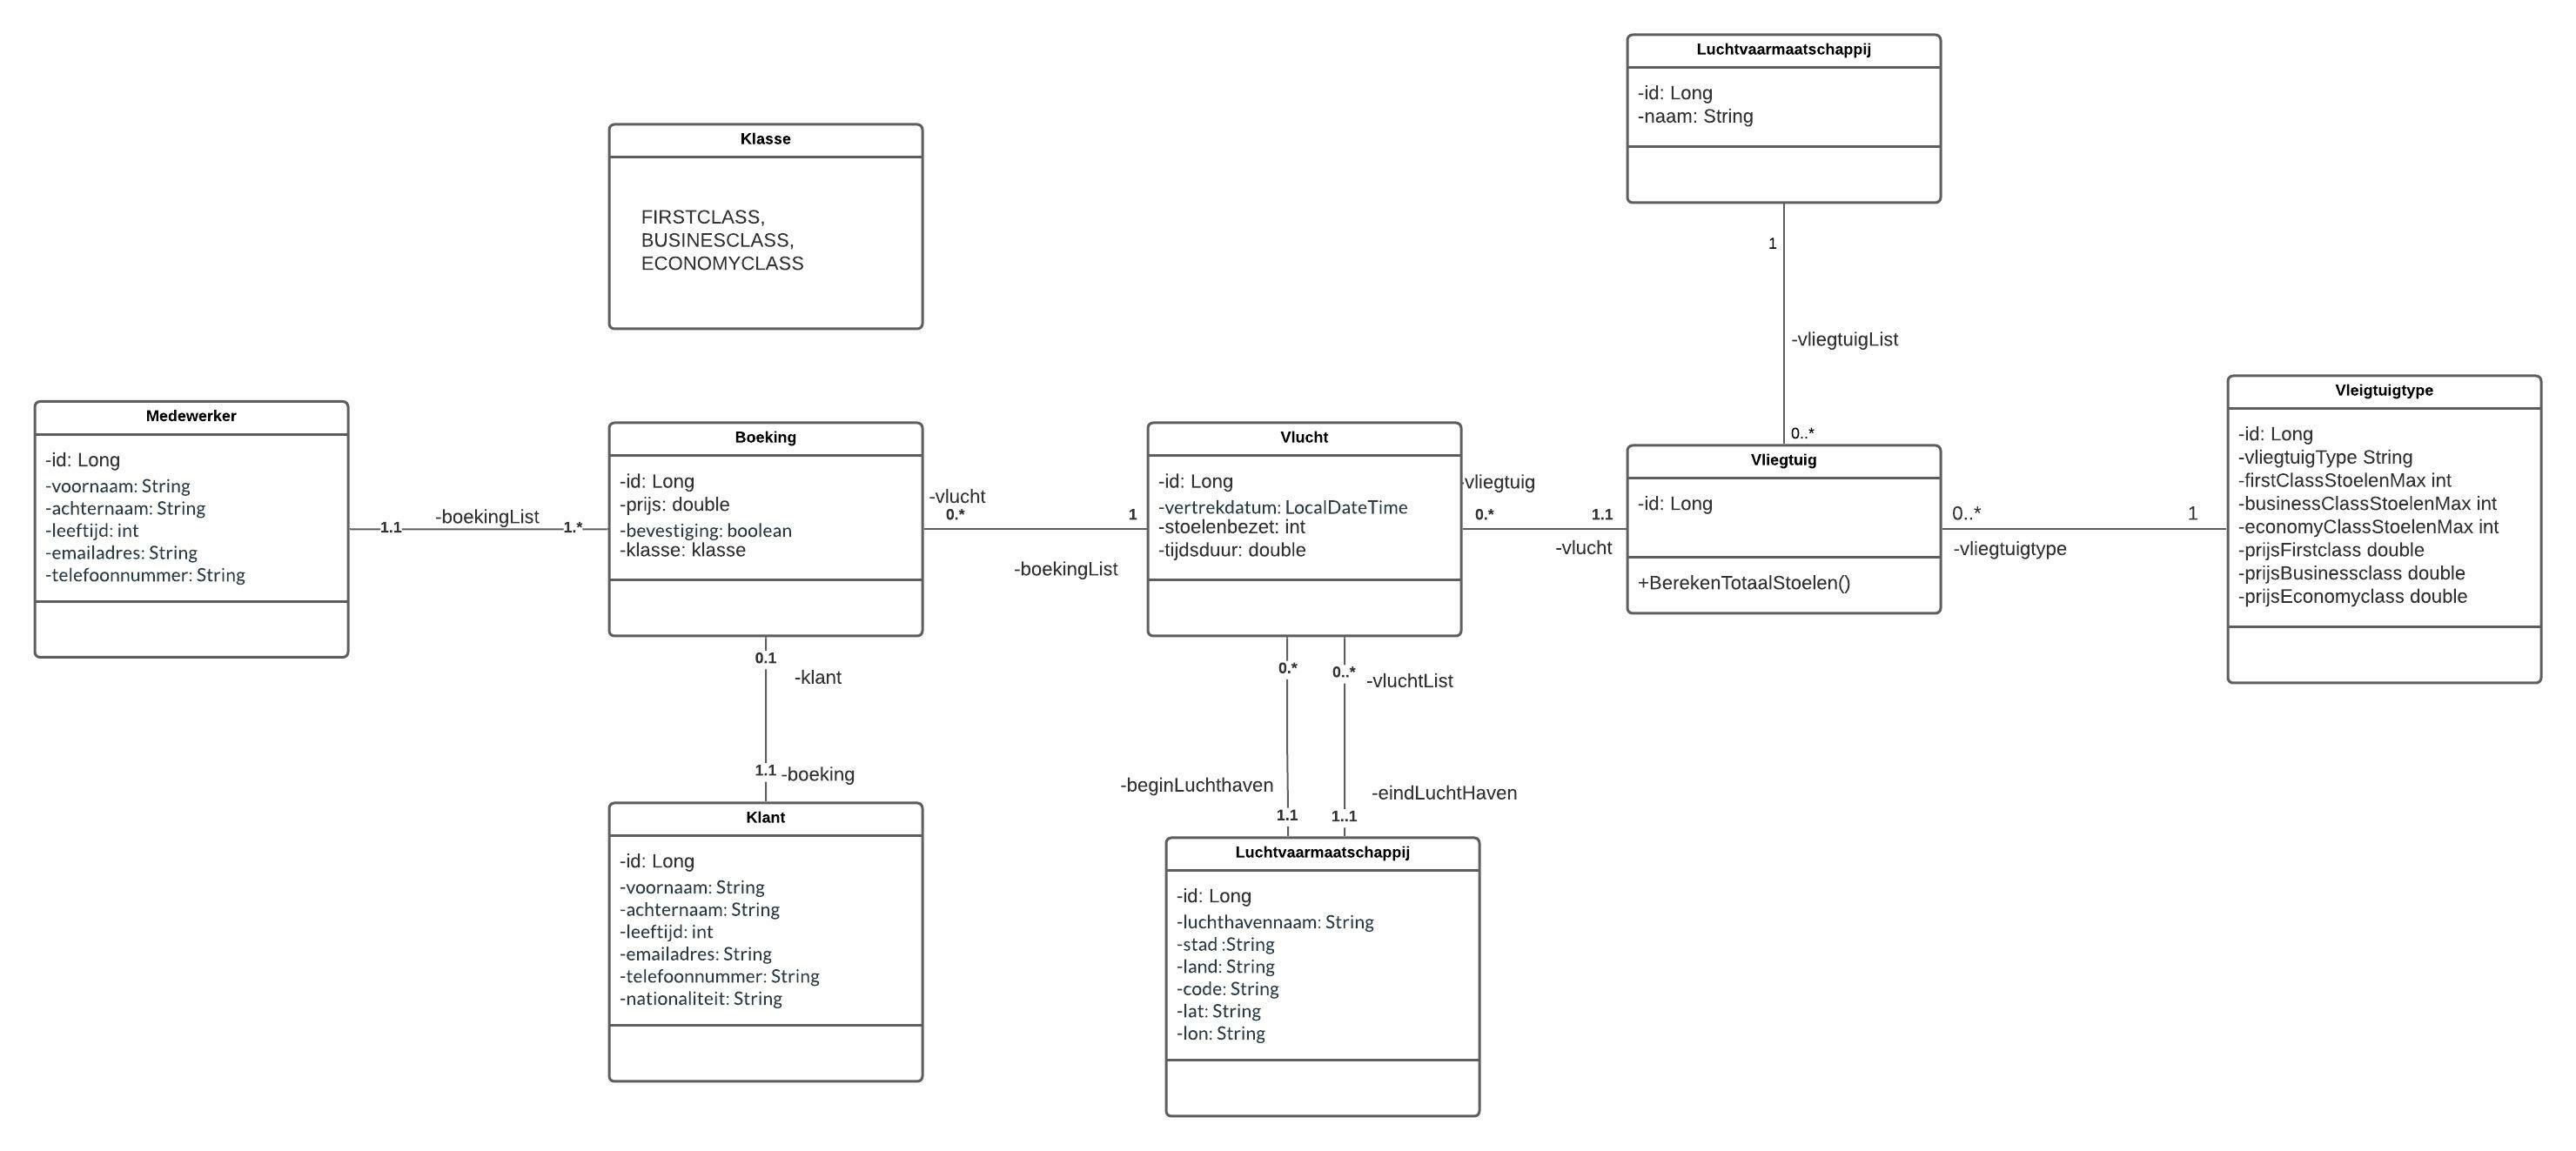 Luchtvaarmaatschappij
-id: Long
-naam: String
1
-vliegtuigList
0..*
Klasse
FIRSTCLASS,
BUSINESCLASS,
ECONOMYCLASS
Medewerker
-id: Long
-voornaam: String
-achternaam: String
-leeftijd: int
-emailadres: String
-telefoonnummer: String
1.1
-boekingList
1.*
Boeking
-id: Long
-prijs: double
-bevestiging: boolean
-klasse: klasse
-vlucht
0.*
1
-boekingList
Vlucht
-id: Long
-vertrekdatum: LocalDateTime
-stoelenbezet: int
-tijdsduur: double
-vliegtuig
0.*
1.1
-vlucht
Vliegtuig
-id: Long
+BerekenTotaalStoelen()
0..*
1
-vliegtuigtype
Vleigtuigtype
-id: Long
-vliegtuigType String
-firstClassStoelenMax int
-businessClassStoelenMax int
-economyClassStoelenMax int
-prijsFirstclass double
-prijsBusinessclass double
-prijsEconomyclass double
0.1
-klant
1.1
-boeking
Klant
-id: Long
-voornaam: String
-achternaam: String
-leeftijd: int
-emailadres: String
-telefoonnummer: String
-nationaliteit: String
0.*
0..*
-vluchtList
-beginLuchthaven
-eindLuchtHaven
1.1
1..1
Luchtvaarmaatschappij
-id: Long
-luchthavennaam: String
-stad :String
-land: String
-code: String
-lat: String
-lon: String